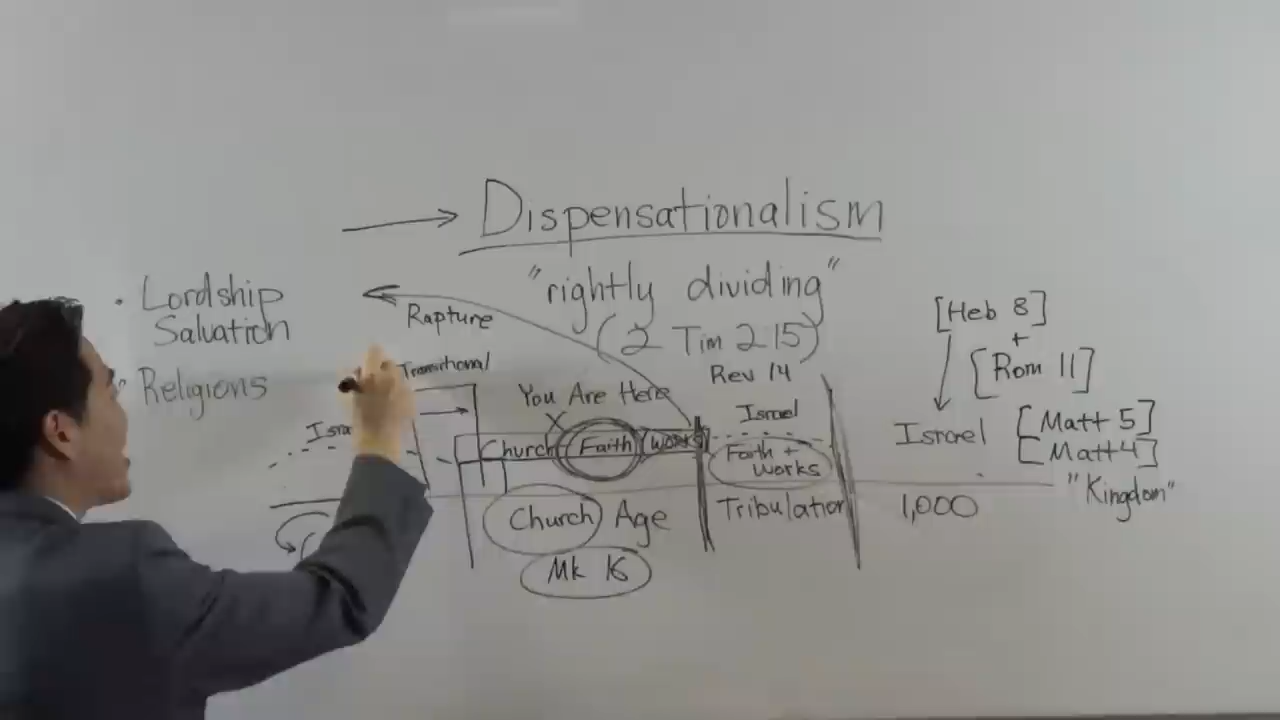 Dispensationalism
"rightly dividing"
(2 Tim 2 15)
• Lordship
Salvation
Religions
Rapture
Transitional
You Are Here
X
Church Faith Works
Church Age
Mk 16
Rev 14
Israel
Faith +
Works
Tribulation
[Heb 8]
+
[Rom 11]
Israel
[Matt 5]
[Matt 4]
"Kingdom"
1,000